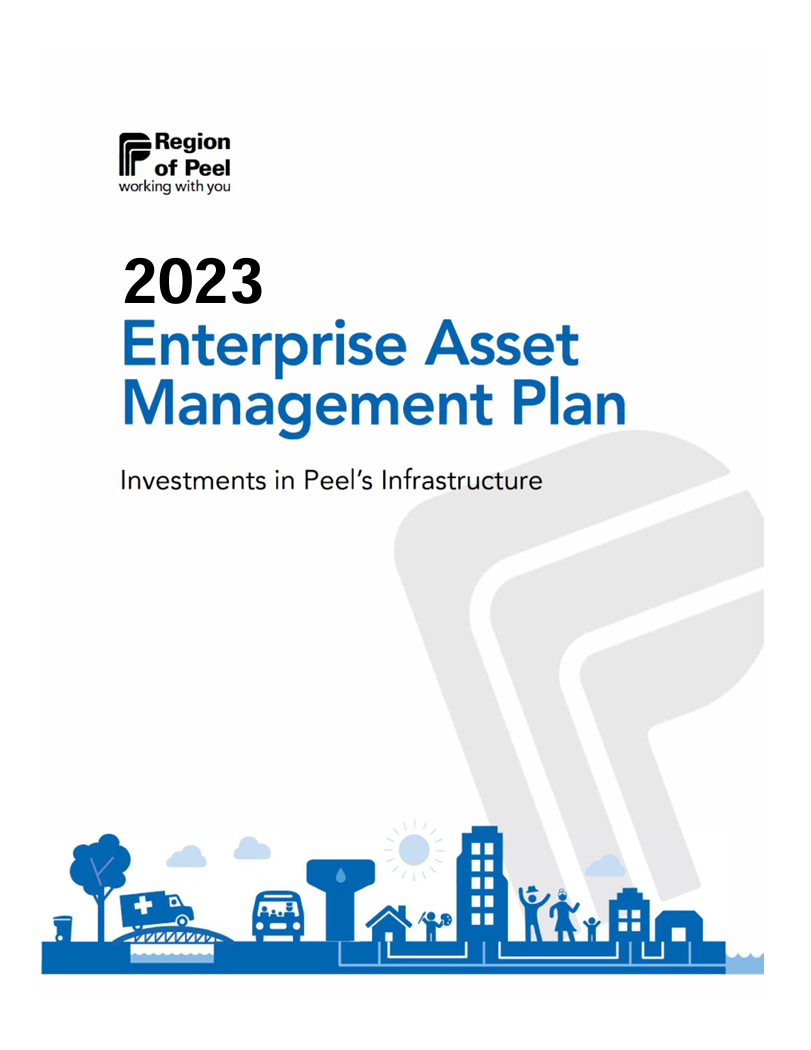 Region
of Peel
working with you
2023
Enterprise Asset
Management Plan
Investments in Peel's Infrastructure